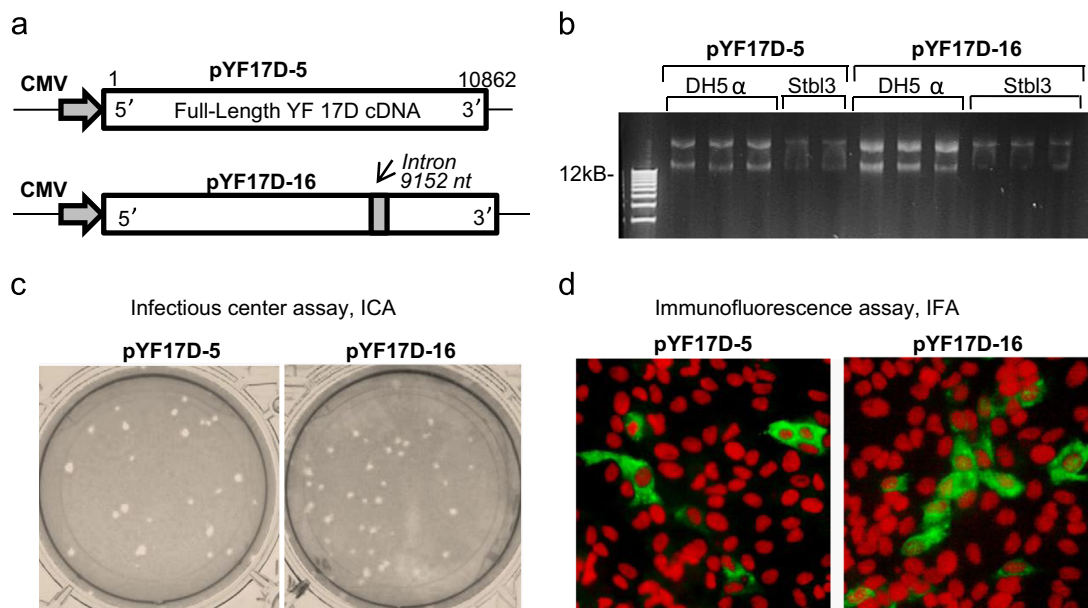 a
pYF17D-5
CMV
1
10862
5′ Full-Length YF 17D cDNA 3′
Intron
9152 nt
pYF17D-16
CMV
5′ 3′
b
pYF17D-5 pYF17D-16
DH5 α Stbl3 DH5 α Stbl3
12kB-
c
Infectious center assay, ICA
pYF17D-5 pYF17D-16
d
Immunofluorescence assay, IFA
pYF17D-5 pYF17D-16